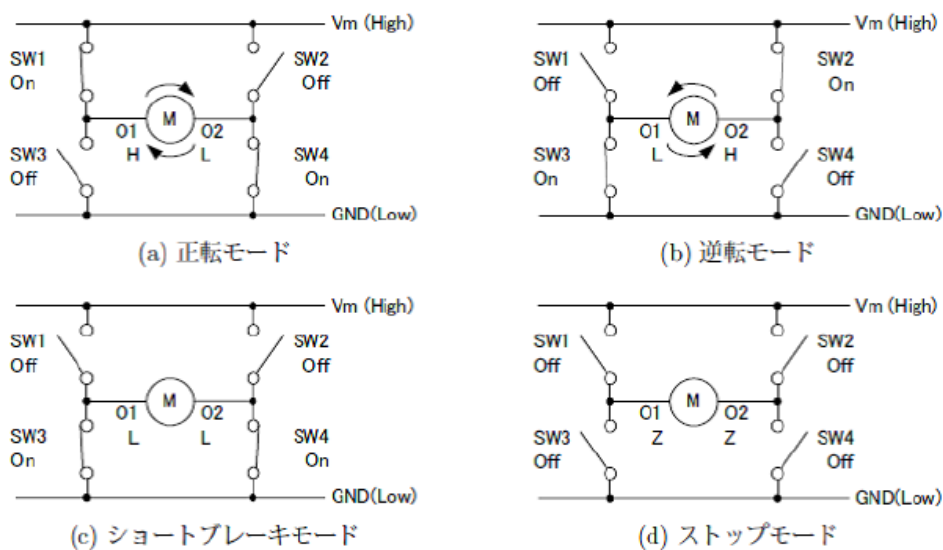 Vm (High)
SW1
On
SW2
Off
M
O1
O2
H
L
SW3
Off
SW4
On
GND(Low)
(a) 正転モード
Vm (High)
SW1
Off
SW2
On
M
O1
O2
L
H
SW3
On
SW4
Off
GND(Low)
(b) 逆転モード
Vm (High)
SW1
Off
SW2
Off
M
O1
O2
L
L
SW3
On
SW4
On
GND(Low)
(c) ショートブレーキモード
Vm (High)
SW1
Off
SW2
Off
M
O1
O2
Z
Z
SW3
Off
SW4
Off
GND(Low)
(d) ストップモード